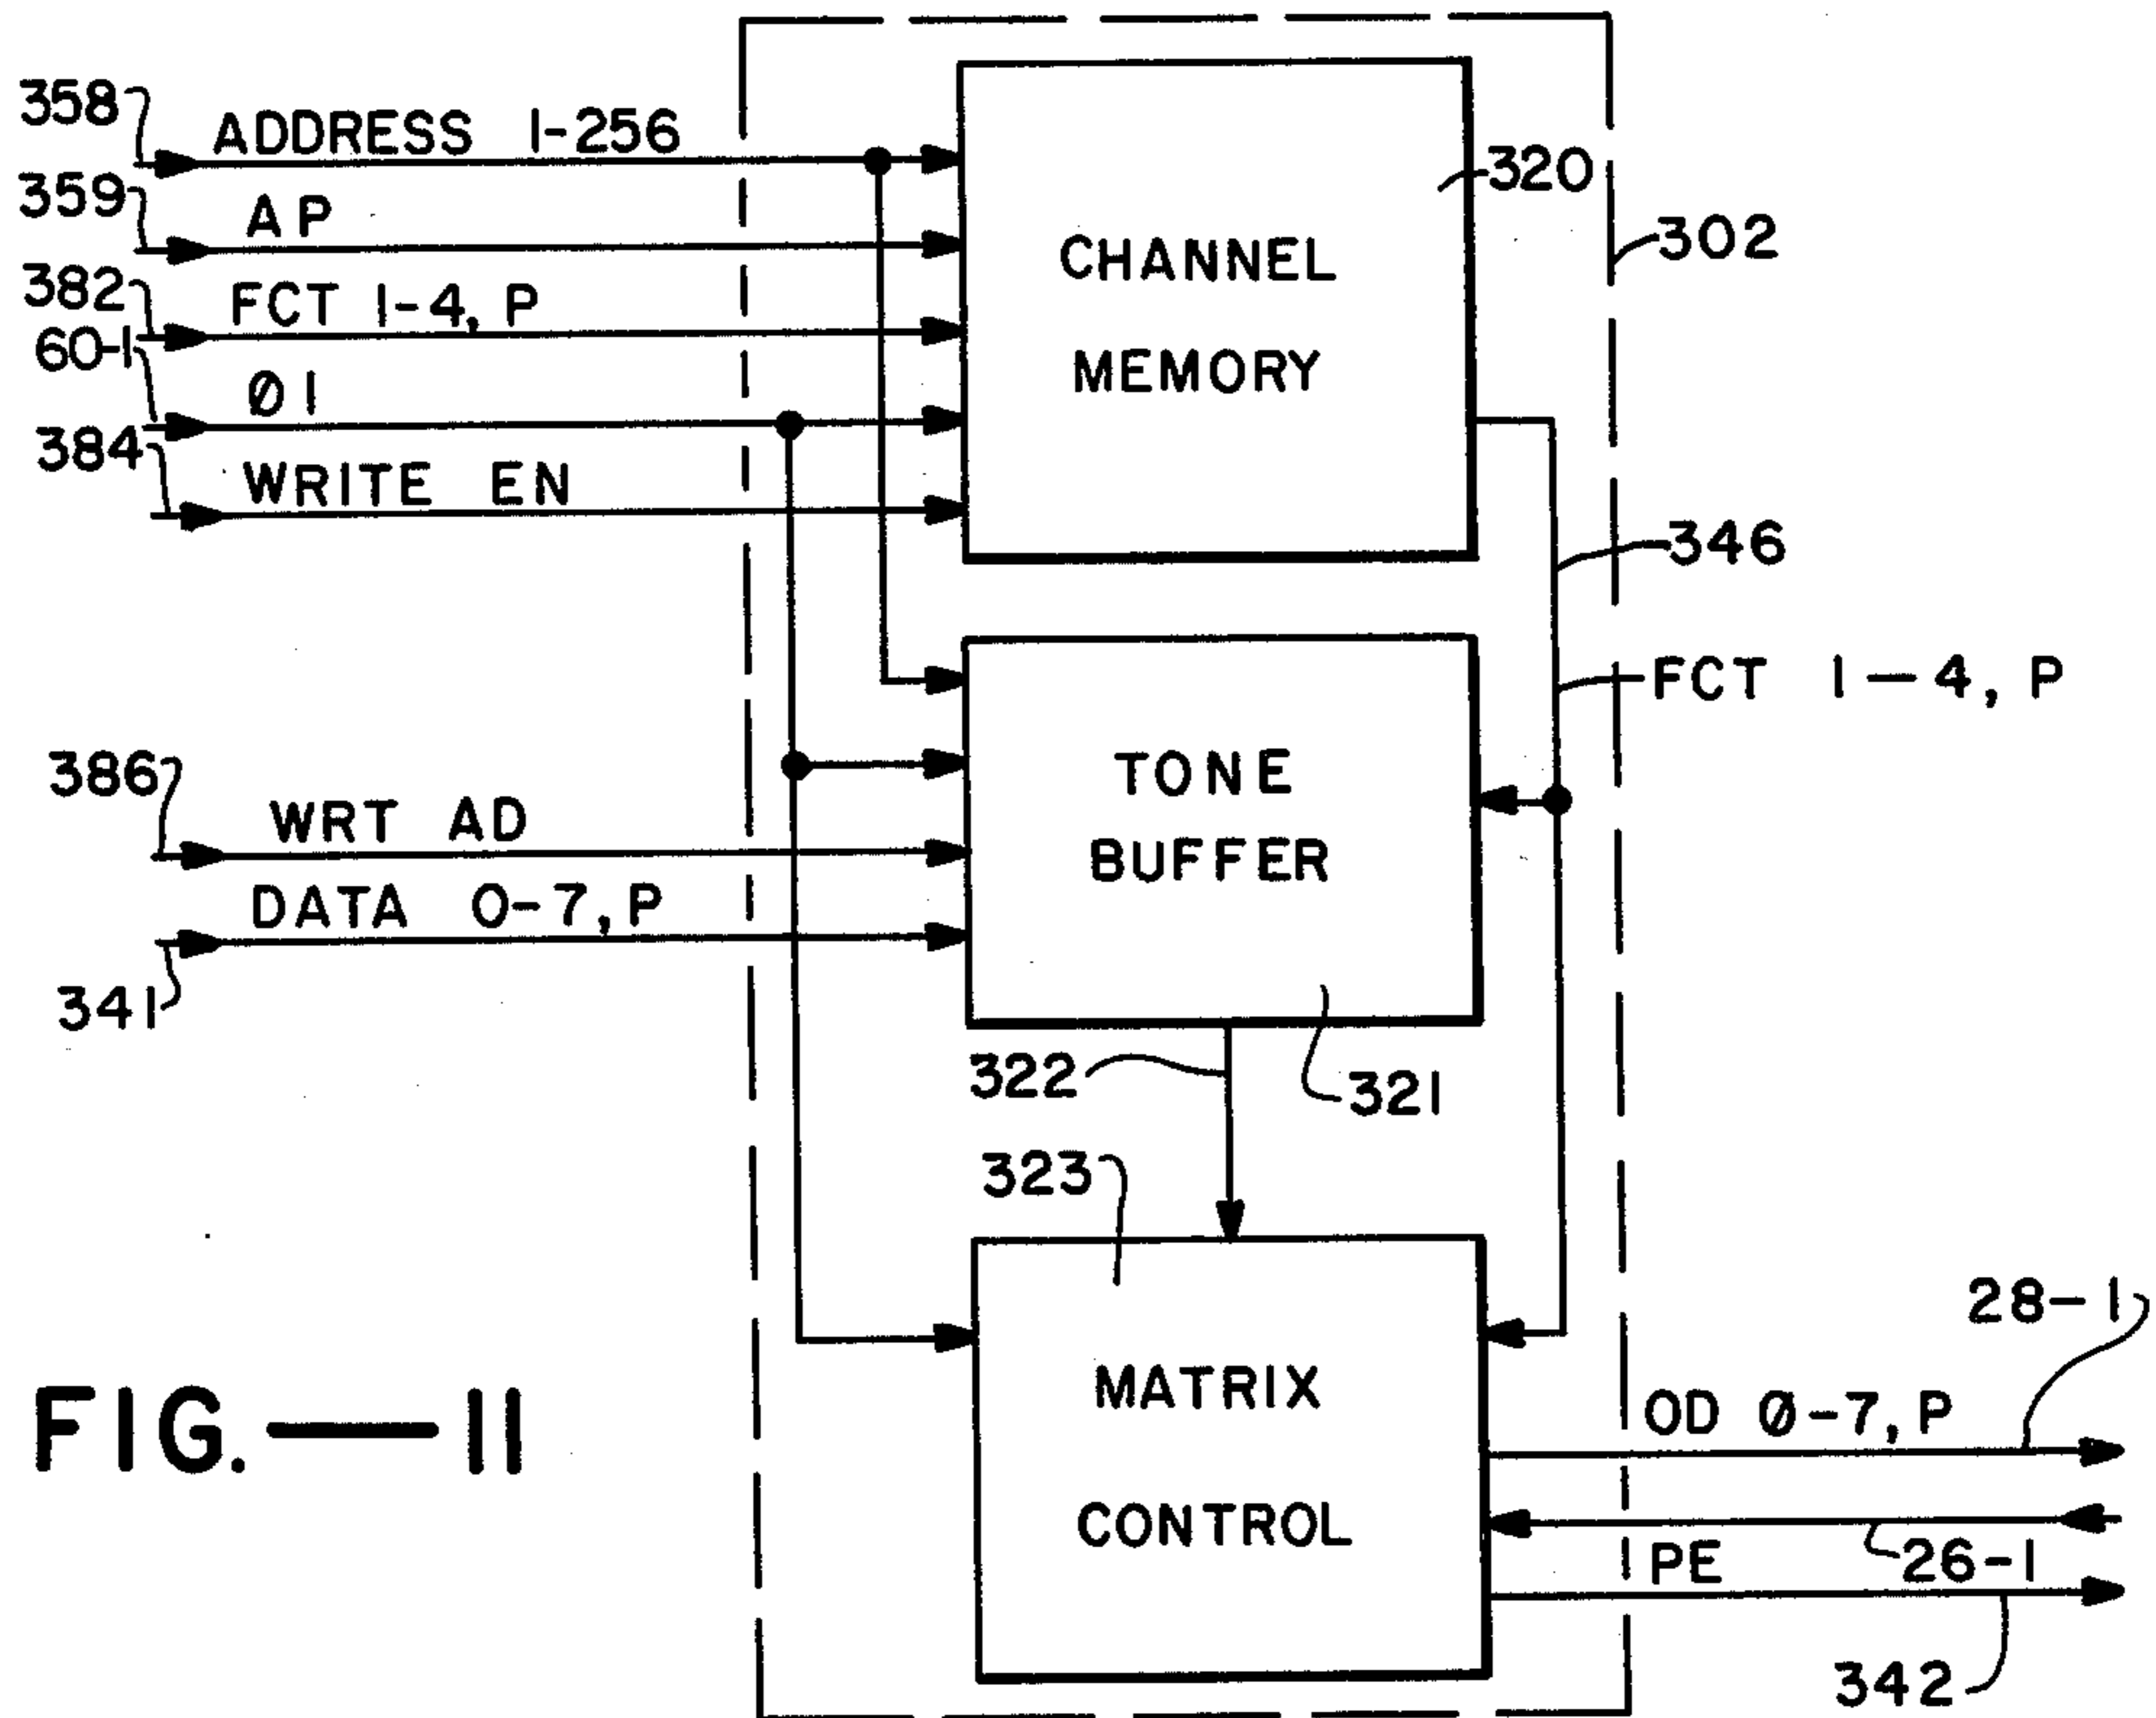 358
ADDRESS 1-256
359
AP
320
302
382
FCT 1-4, P
CHANNEL
MEMORY
60-1
Ø1
384
WRITE EN
346
FCT 1-4, P
386
WRT AD
TONE
BUFFER
DATA 0-7, P
341
322
321
323
28-1
MATRIX
CONTROL
OD Ø-7, P
26-1
PE
342
FIG.-11